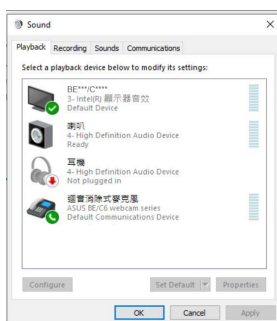 Sound
Playback Recording Sounds Communications
Select a playback device below to modify its settings:
BE***/C****
3- Intel(R) 顯示器音效
Default Device
喇叭
4- High Definition Audio Device
Ready
耳機
4- High Definition Audio Device
Not plugged in
迴音消除式麥克風
ASUS BE/C6 webcam series
Default Communications Device
Configure Set Default Properties
OK Cancel Apply